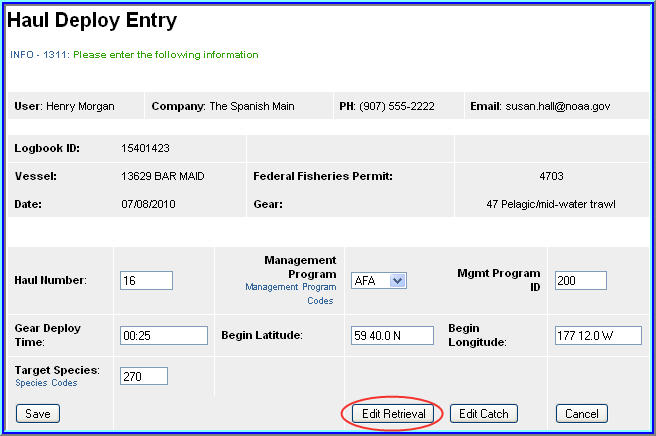 Haul Deploy Entry
INFO - 1311: Please enter the following information
User: Henry Morgan Company: The Spanish Main PH: (907) 555-2222 Email: susan.hall@noaa.gov
Logbook ID: 15401423
Vessel: 13629 BAR MAID Federal Fisheries Permit: 4703
Date: 07/08/2010 Gear: 47 Pelagic/mid-water trawl
Haul Number: 16 Management Program Management Program Codes AFA Mgmt Program ID 200
Gear Deploy Time: 00:25 Begin Latitude: 59 40.0 N Begin Longitude: 177 12.0 W
Target Species: Species Codes 270
Save Edit Retrieval Edit Catch Cancel